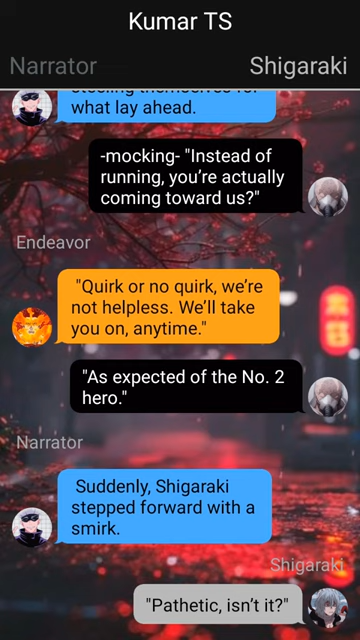 Kumar TS
Narrator
Shigaraki
what lay ahead.
-mocking- "Instead of
running, you're actually
coming toward us?"
Endeavor
"Quirk or no quirk, we're
not helpless. We'll take
you on, anytime."
"As expected of the No. 2
hero."
Narrator
Suddenly, Shigaraki
stepped forward with a
smirk.
Shigaraki
"Pathetic, isn't it?"